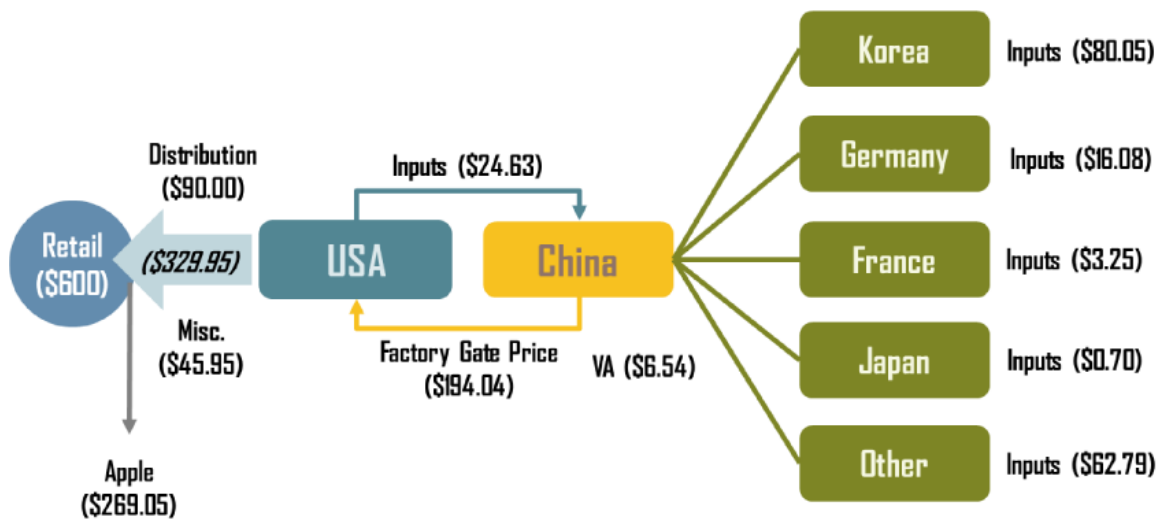 Korea
Inputs ($80.05)
Distribution
($90.00)
Inputs ($24.63)
Germany
Inputs ($16.08)
Retail
($600)
($329.95)
USA
China
France
Inputs ($3.25)
Misc.
($45.95)
Factory Gate Price
($194.04)
VA ($6.54)
Japan
Inputs ($0.70)
Apple
($269.05)
Other
Inputs ($62.79)